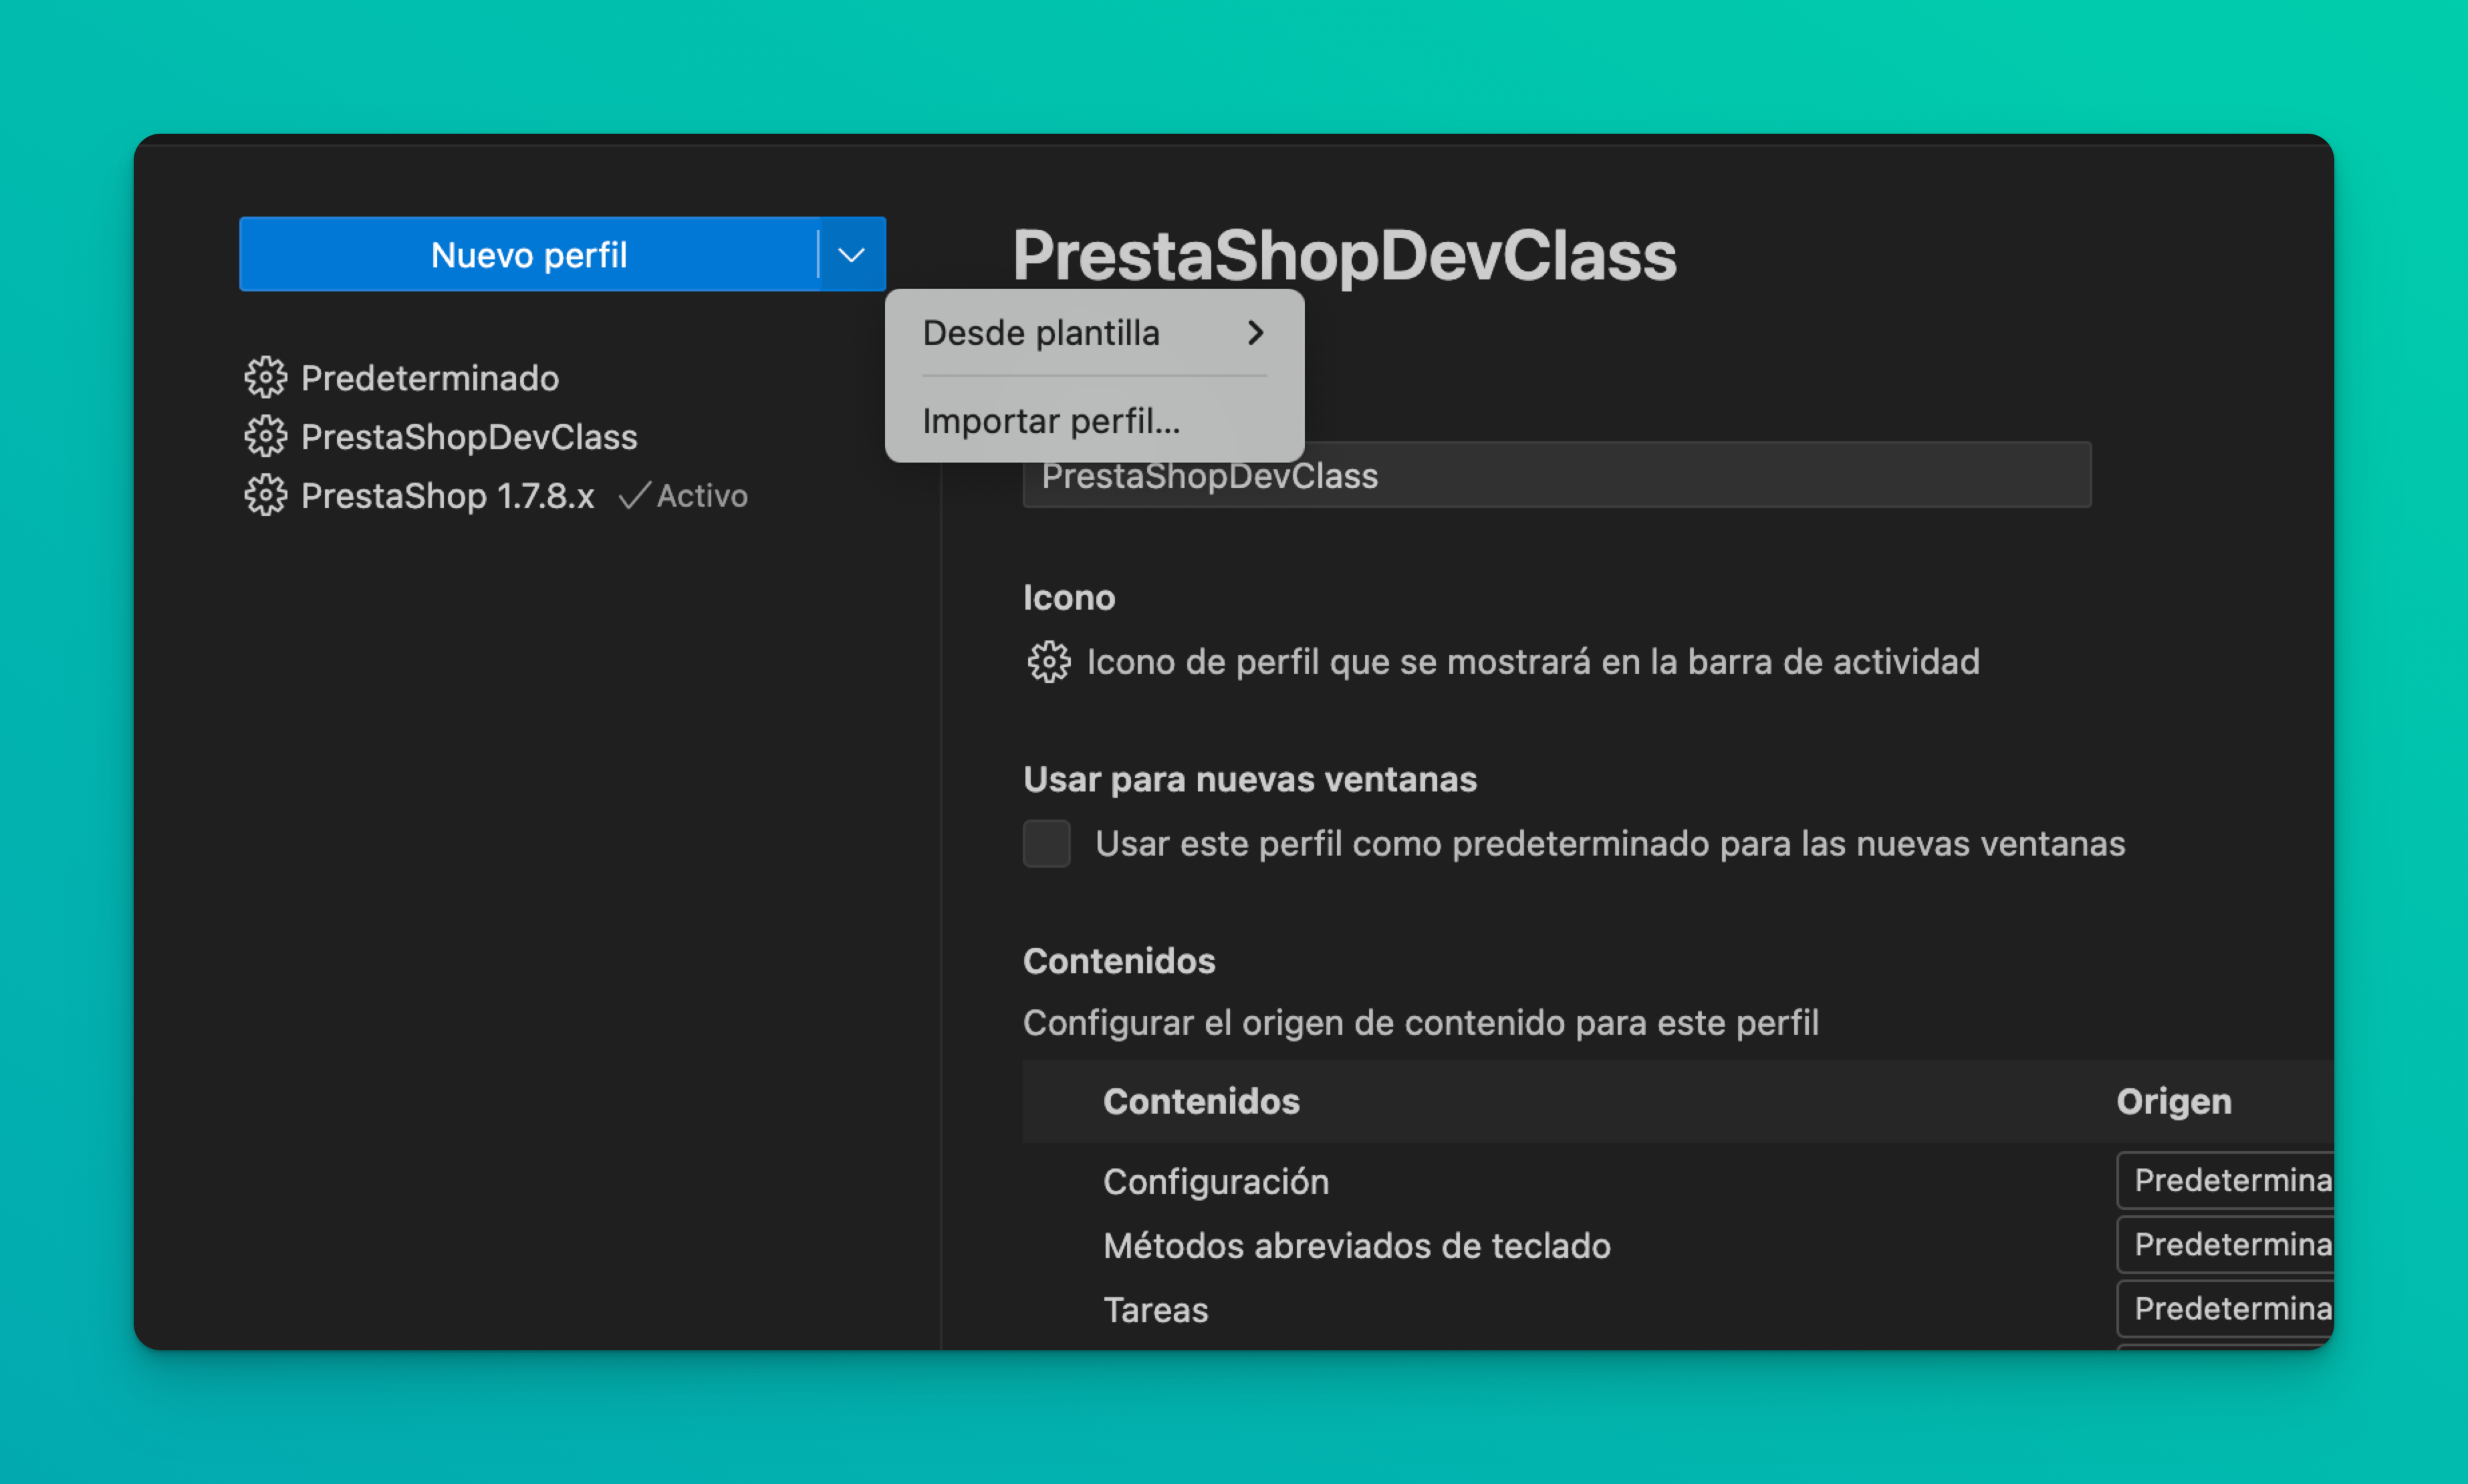 Nuevo perfil
Predeterminado
PrestaShopDevClass
PrestaShop 1.7.8.x Activo
PrestaShopDevClass
Desde plantilla
Importar perfil...
PrestaShopDevClass
Icono
Icono de perfil que se mostrará en la barra de actividad
Usar para nuevas ventanas
Usar este perfil como predeterminado para las nuevas ventanas
Contenidos
Configurar el origen de contenido para este perfil
Contenidos Origen
Configuración Predetermina
Métodos abreviados de teclado Predetermina
Tareas Predetermina